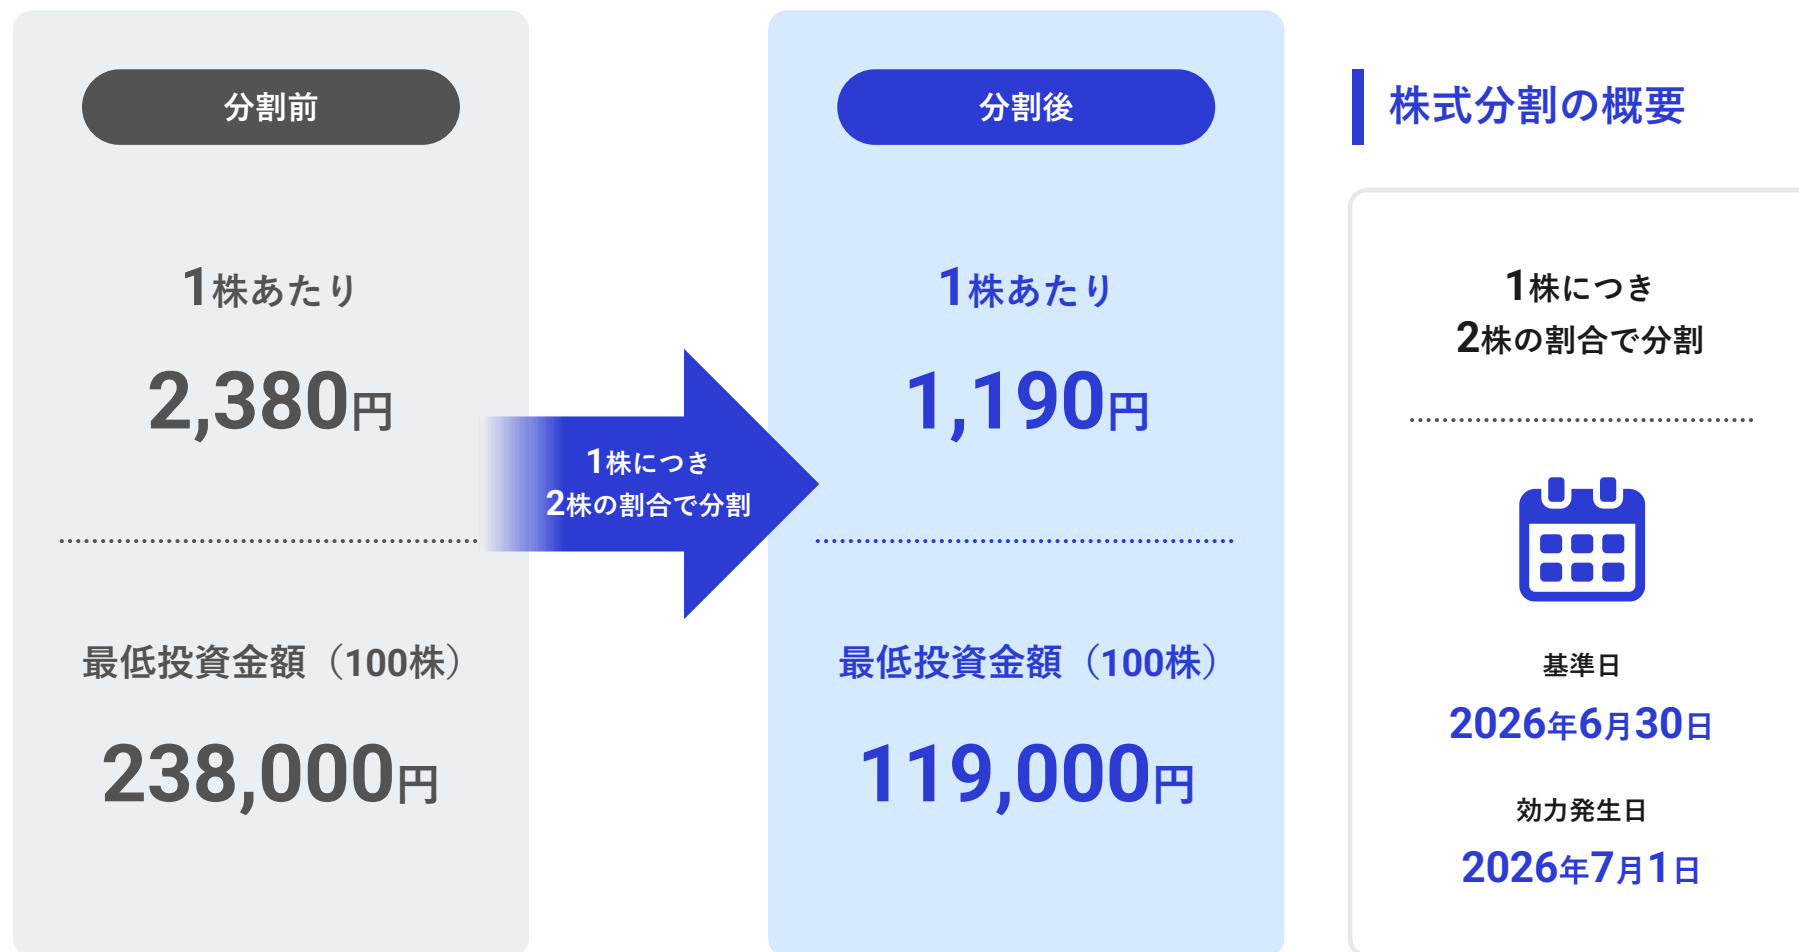 分割前
1株あたり
2,380円
最低投資金額（100株）
238,000円
1株につき
2株の割合で分割
分割後
1株あたり
1,190円
最低投資金額（100株）
119,000円
株式分割の概要
1株につき
2株の割合で分割
基準日
2026年6月30日
効力発生日
2026年7月1日